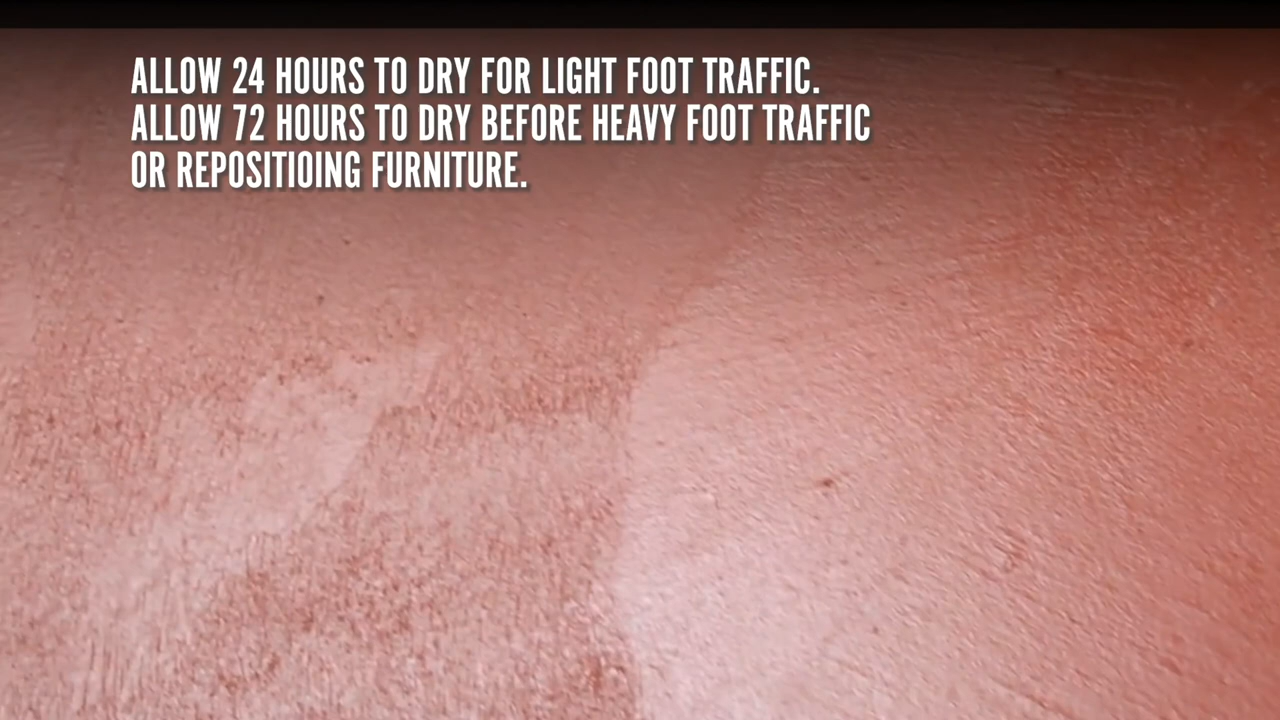 ALLOW 24 HOURS TO DRY FOR LIGHT FOOT TRAFFIC.
ALLOW 72 HOURS TO DRY BEFORE HEAVY FOOT TRAFFIC
OR REPOSITIOING FURNITURE.